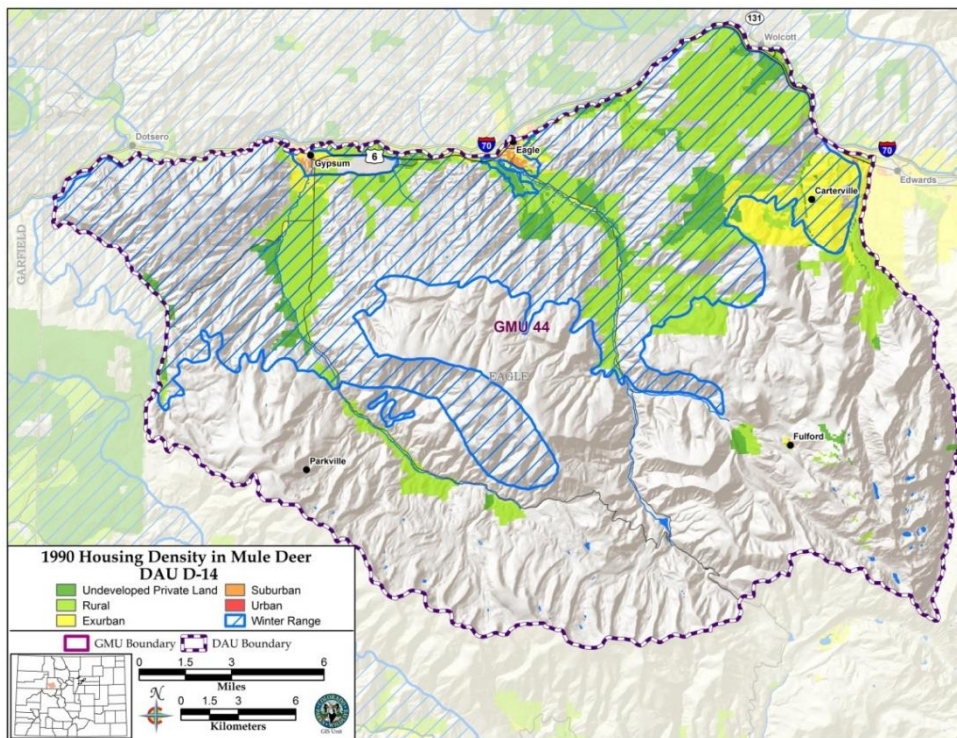 131
Wolcott
Dotsero
70
Eagle
6
Gypsum
70
Edwards
Carterville
GARFIELD
GMU 44
EAGLE
Fulford
Parkville
1990 Housing Density in Mule Deer
DAU D-14
Undeveloped Private Land
Suburban
Rural
Urban
Exurban
Winter Range
GMU Boundary
DAU Boundary
0 1.5 3 6
Miles
N
0 1.5 3 6
Kilometers
GIS Unit